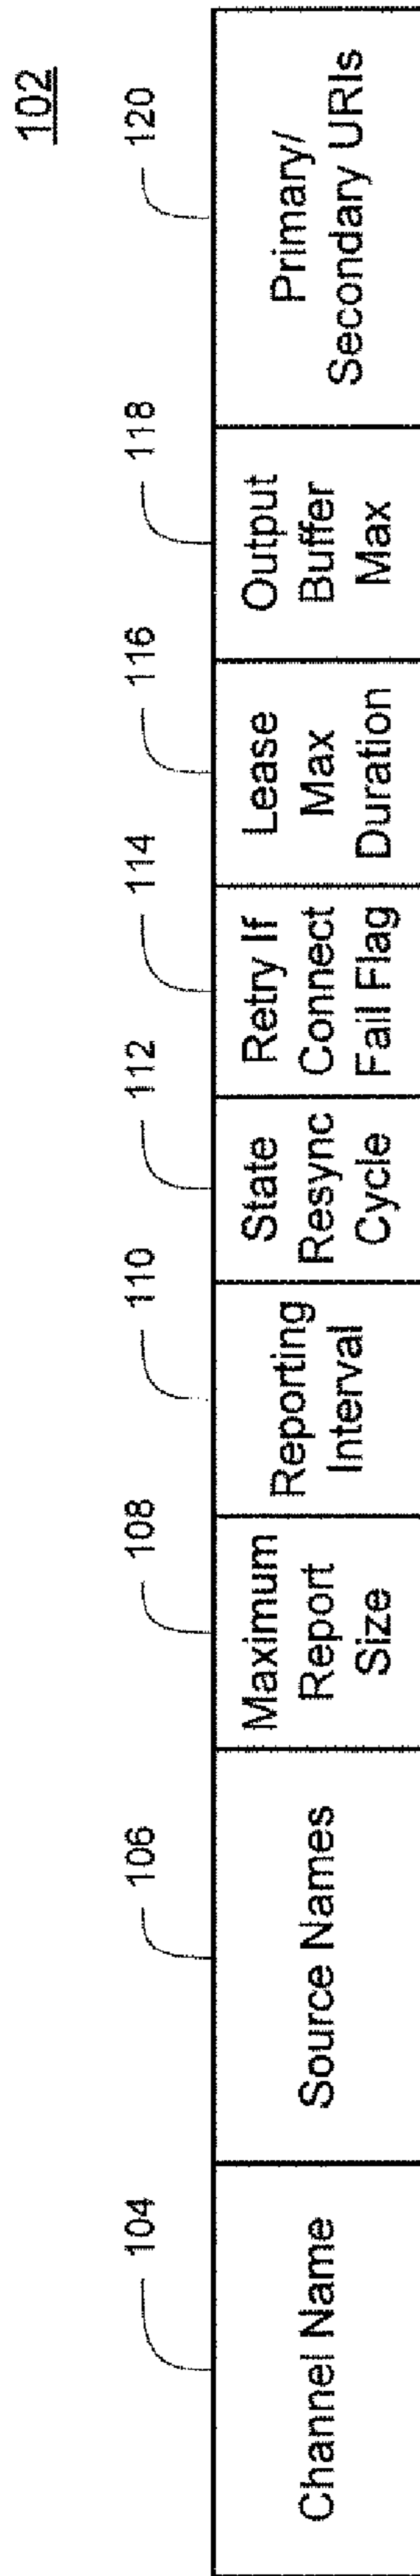 102
104
106
108
110
112
114
116
118
120
Channel Name
Source Names
Maximum
Report
Size
Reporting
Interval
State
Resync
Cycle
Retry If
Connect
Fail Flag
Lease
Max
Duration
Output
Buffer
Max
Primary/
Secondary URIs